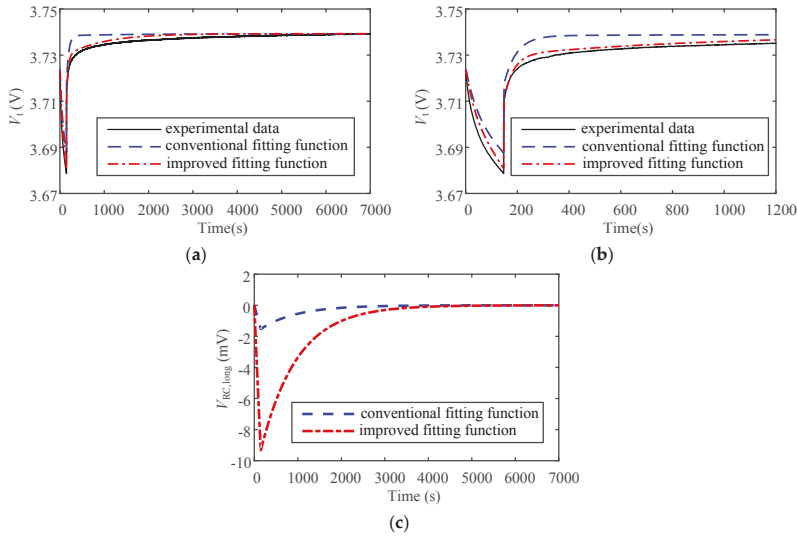 3.75
3.73
3.71
3.69
3.67
V_t (V)
experimental data
conventional fitting function
improved fitting function
0 1000 2000 3000 4000 5000 6000 7000
Time(s)
(a)
3.75
3.73
3.71
3.69
3.67
V_t (V)
experimental data
conventional fitting function
improved fitting function
0 200 400 600 800 1000 1200
Time(s)
(b)
2
0
-2
-4
-6
-8
-10
V_RC,long (mV)
conventional fitting function
improved fitting function
0 1000 2000 3000 4000 5000 6000 7000
Time (s)
(c)